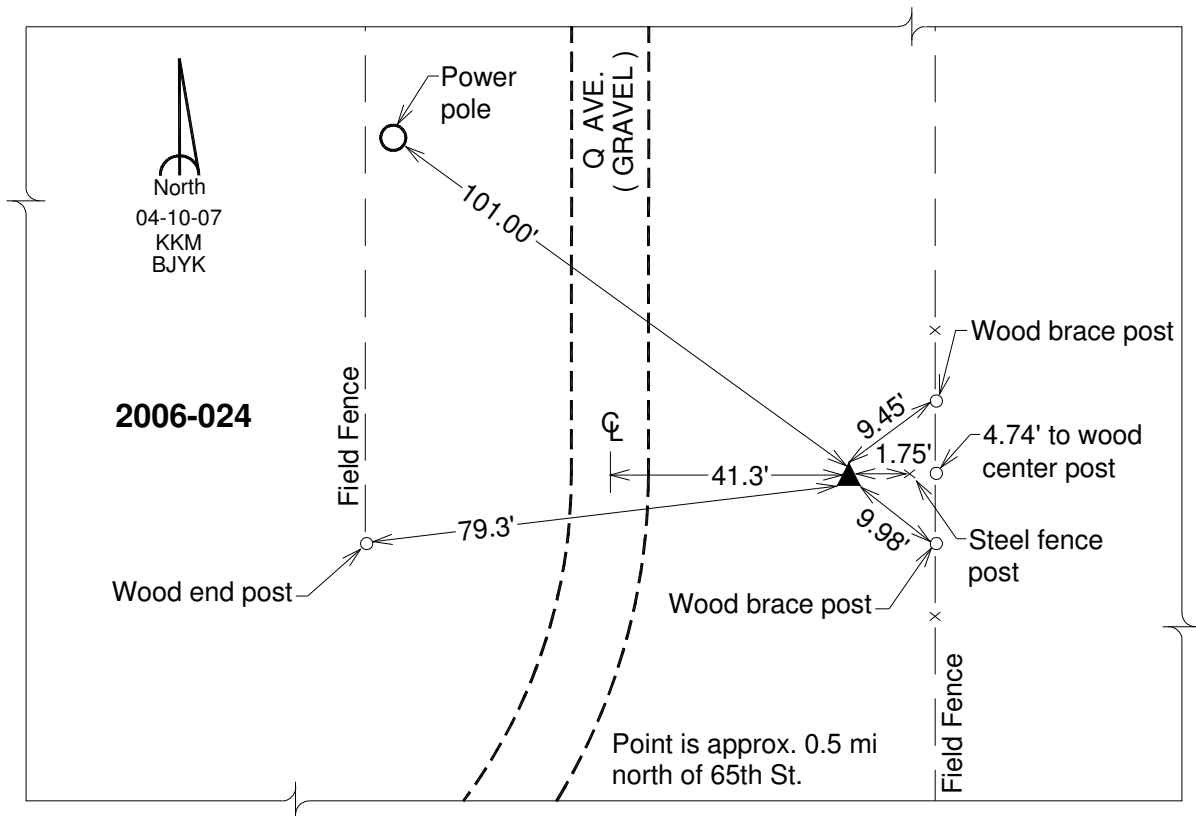 Power
pole
Q AVE.
( GRAVEL )
North
04-10-07
KKM
BJYK
101.00'
Wood brace post
Field Fence
2006-024
9.45'
℄
4.74' to wood
center post
1.75'
41.3'
79.3'
9.98'
Steel fence
post
Wood end post
Wood brace post
Field Fence
Point is approx. 0.5 mi
north of 65th St.